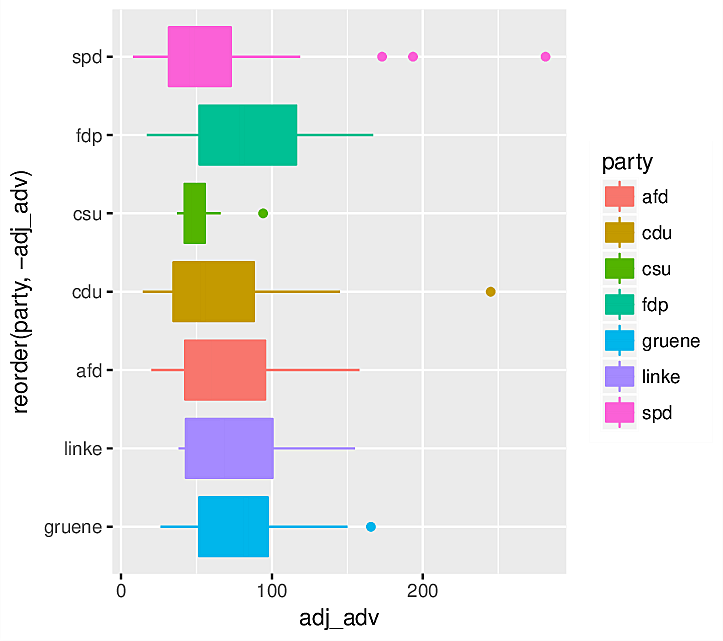 reorder(party, −adj_adv)
spd
fdp
csu
cdu
afd
linke
gruene
0
100
200
adj_adv
party
afd
cdu
csu
fdp
gruene
linke
spd